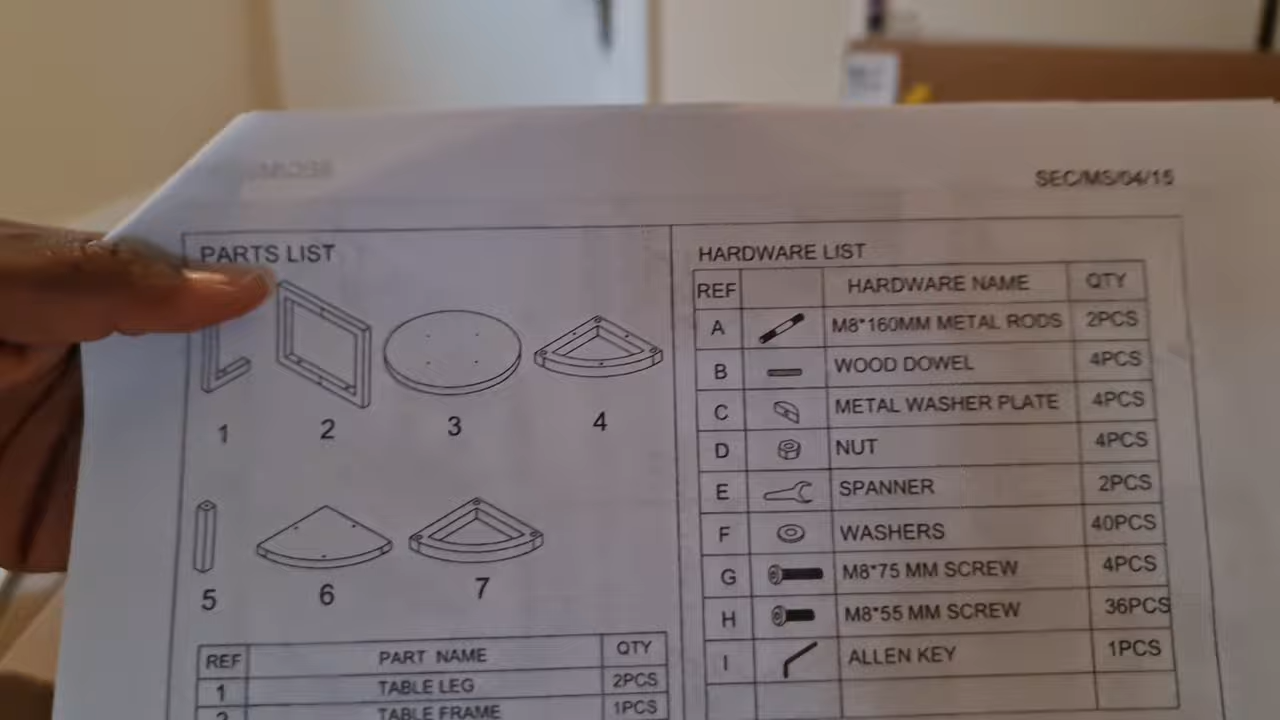 SEC/MS/04/15
PARTS LIST
1
2
3
4
5
6
7
REF PART NAME QTY
1 TABLE LEG 2PCS
2 TABLE FRAME 1PCS
HARDWARE LIST
REF HARDWARE NAME QTY
A M8*160MM METAL RODS 2PCS
B WOOD DOWEL 4PCS
C METAL WASHER PLATE 4PCS
D NUT 4PCS
E SPANNER 2PCS
F WASHERS 40PCS
G M8*75 MM SCREW 4PCS
H M8*55 MM SCREW 36PCS
I ALLEN KEY 1PCS